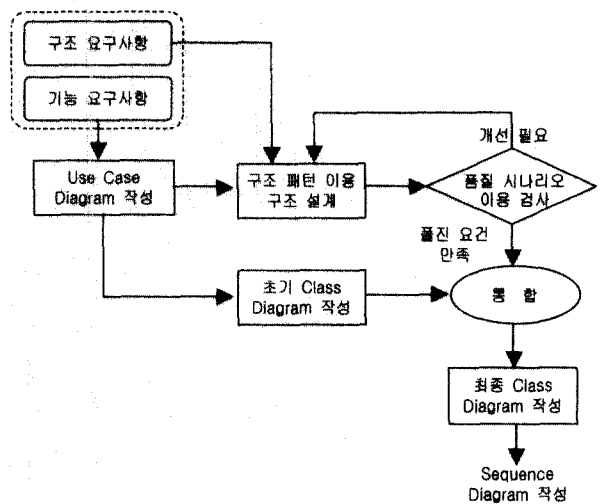 구조 요구사항
기능 요구사항
Use Case
Diagram 작성
구조 패턴 이용
구조 설계
개선 필요
품질 시나리오
이용 검사
풀진 요건
만족
초기 Class
Diagram 작성
통 합
최종 Class
Diagram 작성
Sequence
Diagram 작성